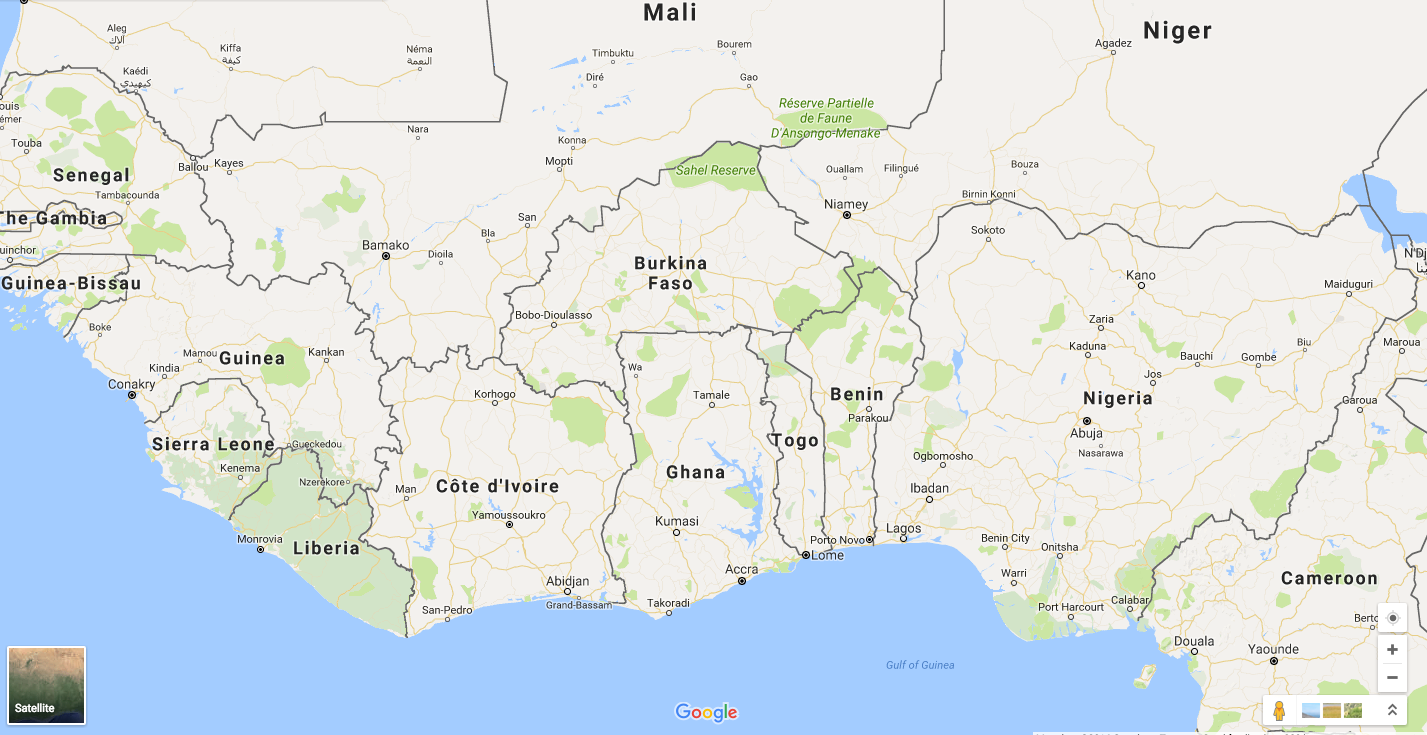 Mali
Niger
Aleg
ألاك
Kiffa
كيفة
Néma
النعمة
Timbuktu
Bourem
Agadez
Kaédi
كيهيدي
Diré
Gao
Réserve Partielle
de Faune
D'Ansongo-Menake
Touba
Nara
Konna
Mopti
Ballou
Kayes
Senegal
Sahel Reserve
Ouallam
Filingué
Bouza
Tambacounda
Birnin Konni
The Gambia
San
Niamey
Sokoto
Bla
Bamako
Dioila
Burkina
Faso
Kano
Guinea-Bissau
Maiduguri
Bobo-Dioulasso
Boke
Zaria
Mamou
Guinea
Kankan
Kaduna
Bauchi
Gombe
Biu
Maroua
Kindia
Wa
Jos
Conakry
Korhogo
Tamale
Benin
Nigeria
Garoua
Parakou
Abuja
Sierra Leone
Gueckedou
Togo
Nasarawa
Kenema
Ghana
Ogbomosho
Nzerekore
Man
Côte d'Ivoire
Ibadan
Yamoussoukro
Kumasi
Lagos
Monrovia
Liberia
Porto Novo
Benin City
Onitsha
Lome
Accra
Warri
Cameroon
Abidjan
Grand-Bassam
Takoradi
San-Pedro
Port Harcourt
Calabar
Douala
Yaounde
Gulf of Guinea
Satellite
Google